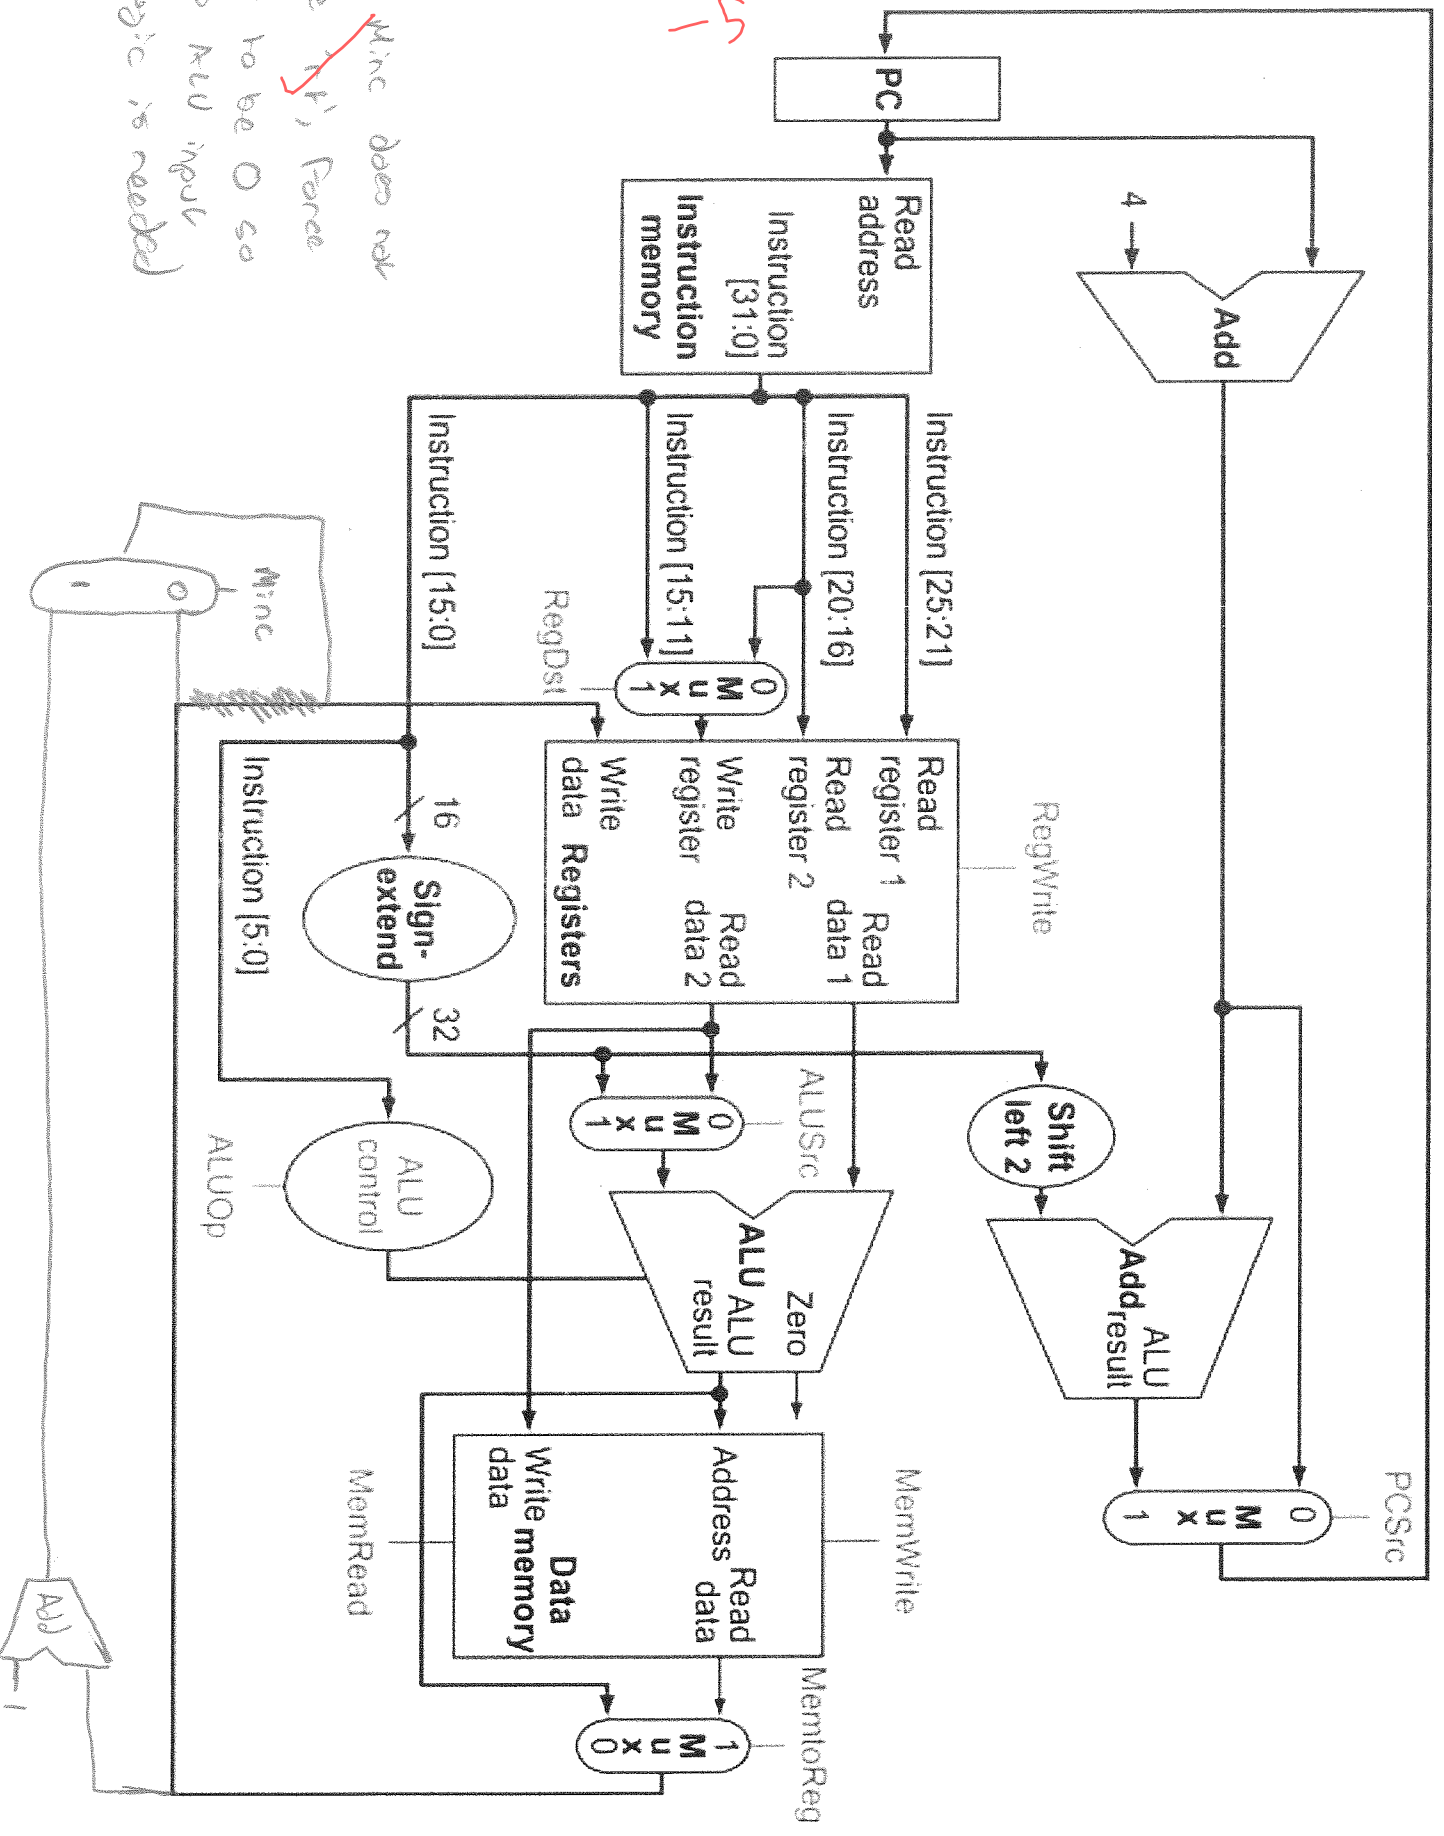 PCSrc
0
M
u
x
1
Add
4
ALU
Add
result
Shift
left 2
RegWrite
PC
Read
address
Instruction
[31:0]
Instruction
memory
Instruction [25:21]
Instruction [20:16]
Instruction [15:11]
Instruction [15:0]
0
M
u
x
1
RegDst
Read
register 1
Read
register 2
Write
register
Write
data
Read
data 1
Read
data 2
Registers
ALUSrc
0
M
u
x
1
Zero
ALU
ALU
result
MemWrite
Address
Read
data
Write
data
Data
memory
MemRead
MemtoReg
1
M
u
x
0
16
Sign-
extend
32
Instruction [5:0]
ALU
control
ALUOp
-5
Minc does not
'rt', Force
to be 0 so
ALU input
is needed)
Minc
0
1
Add
1